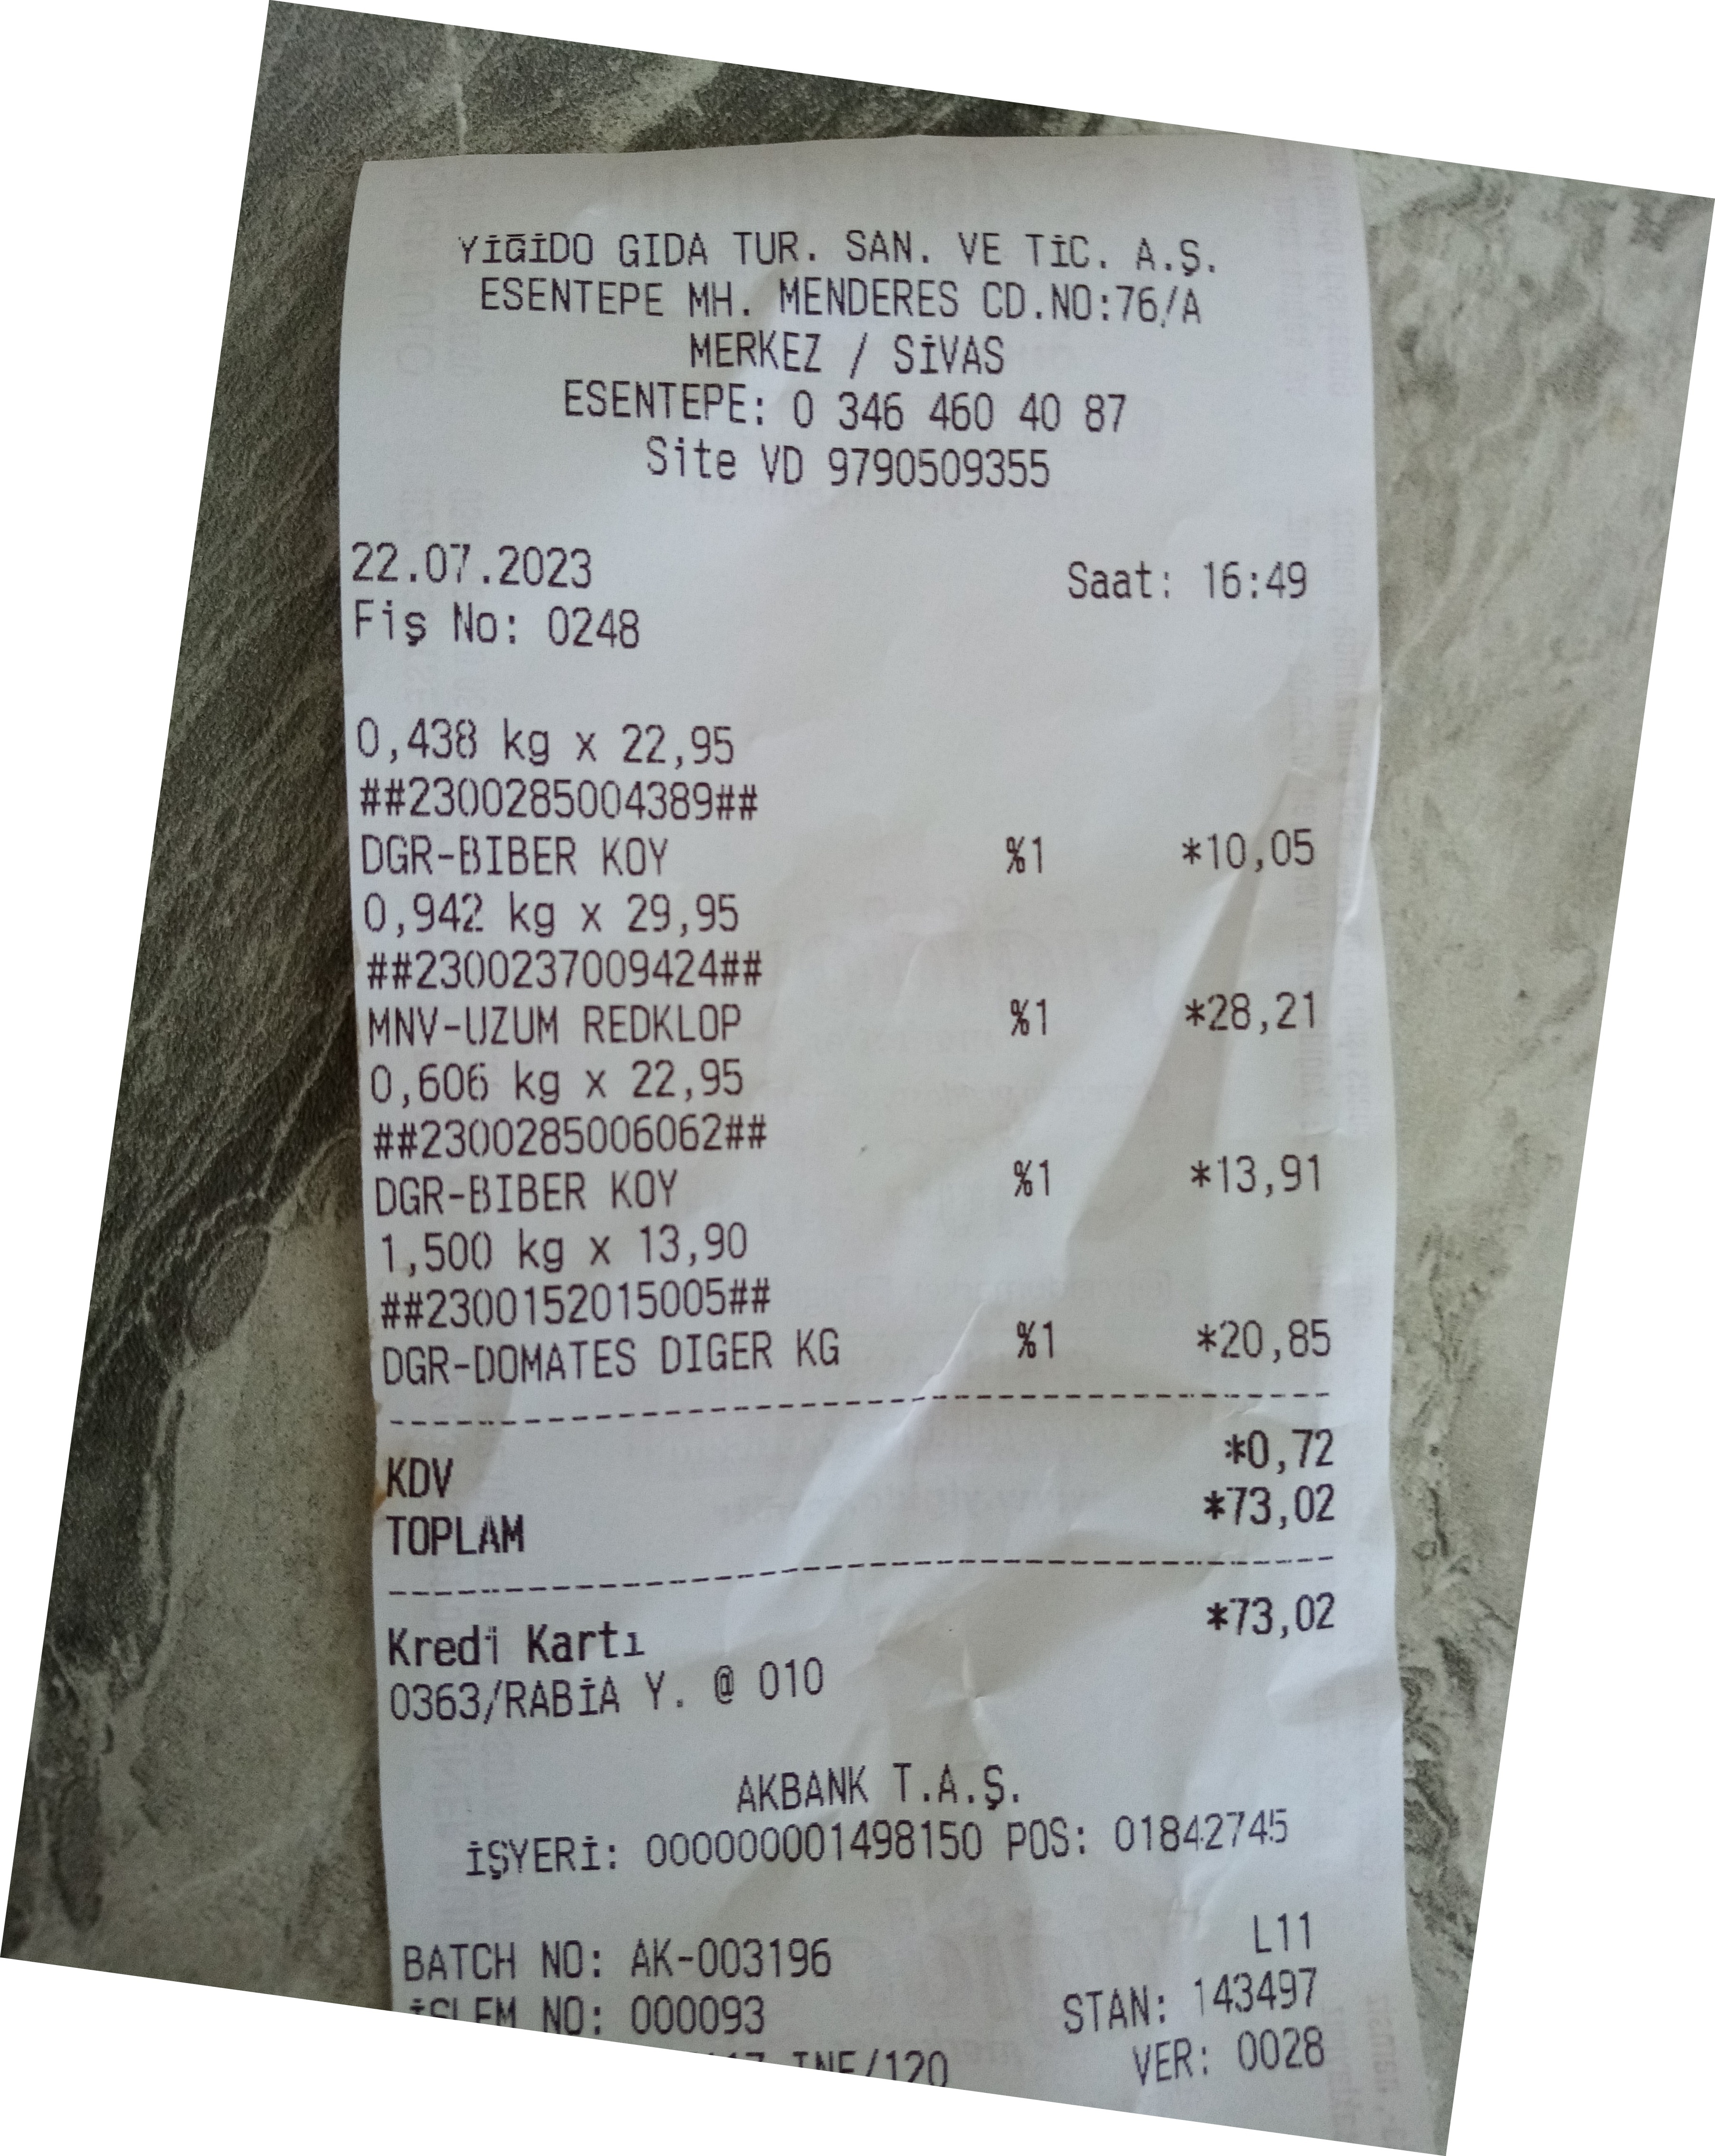 YİĞİDO GIDA TUR. SAN. VE TİC. A.Ş.
ESENTEPE MH. MENDERES CD.NO:76/A
MERKEZ / SİVAS
ESENTEPE: 0 346 460 40 87
Site VD 9790509355
22.07.2023 Saat: 16:49
Fiş No: 0248
0,438 kg x 22,95
##2300285004389##
DGR-BIBER KOY %1 *10,05
0,942 kg x 29,95
##2300237009424##
MNV-UZUM REDKLOP %1 *28,21
0,606 kg x 22,95
##2300285006062##
DGR-BIBER KOY %1 *13,91
1,500 kg x 13,90
##2300152015005##
DGR-DOMATES DIGER KG %1 *20,85
KDV *0,72
TOPLAM *73,02
Kredi Kartı *73,02
0363/RABİA Y. @ 010
AKBANK T.A.Ş.
İŞYERİ: 000000001498150 POS: 01842745
L11
BATCH NO: AK-003196
İŞLEM NO: 000093 STAN: 143497
/120 VER: 0028